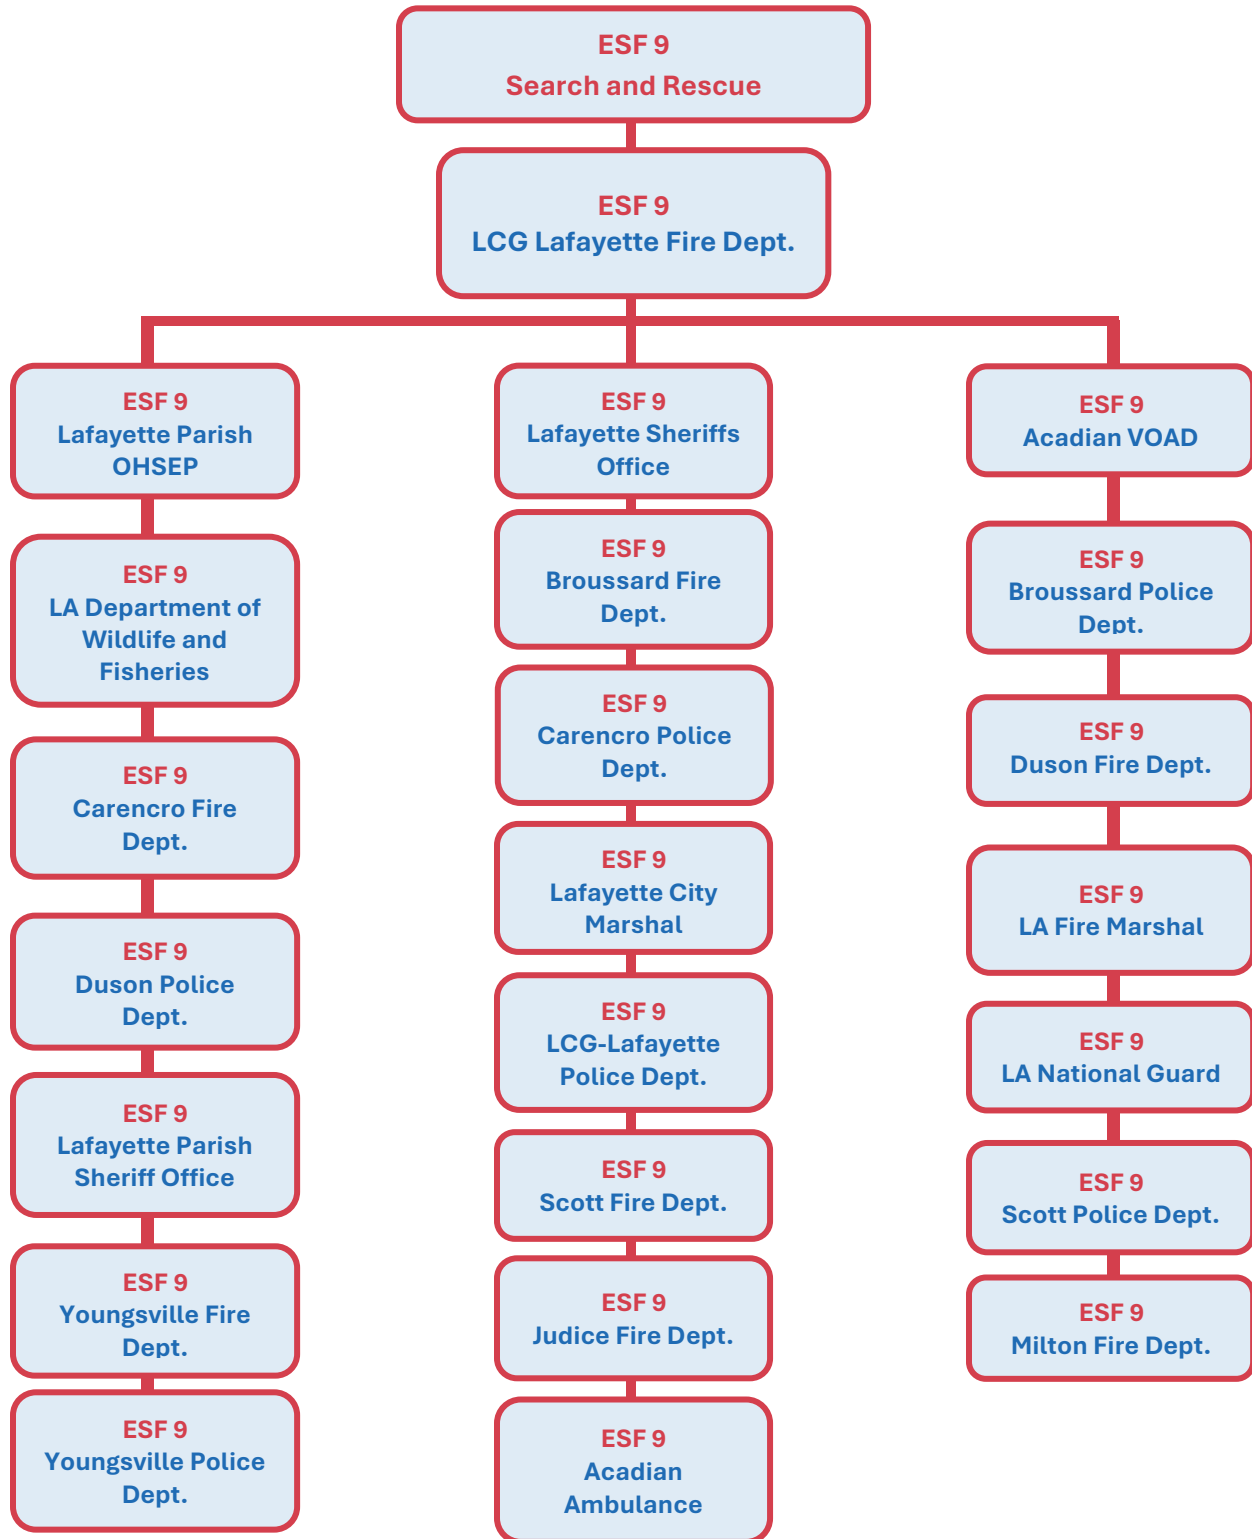 ESF 9
Search and Rescue
ESF 9
LCG Lafayette Fire Dept.
ESF 9
Lafayette Parish
OHSEP
ESF 9
LA Department of
Wildlife and
Fisheries
ESF 9
Carencro Fire
Dept.
ESF 9
Duson Police
Dept.
ESF 9
Lafayette Parish
Sheriff Office
ESF 9
Youngsville Fire
Dept.
ESF 9
Youngsville Police
Dept.
ESF 9
Lafayette Sheriffs
Office
ESF 9
Broussard Fire
Dept.
ESF 9
Carencro Police
Dept.
ESF 9
Lafayette City
Marshal
ESF 9
LCG-Lafayette
Police Dept.
ESF 9
Scott Fire Dept.
ESF 9
Judice Fire Dept.
ESF 9
Acadian
Ambulance
ESF 9
Acadian VOAD
ESF 9
Broussard Police
Dept.
ESF 9
Duson Fire Dept.
ESF 9
LA Fire Marshal
ESF 9
LA National Guard
ESF 9
Scott Police Dept.
ESF 9
Milton Fire Dept.